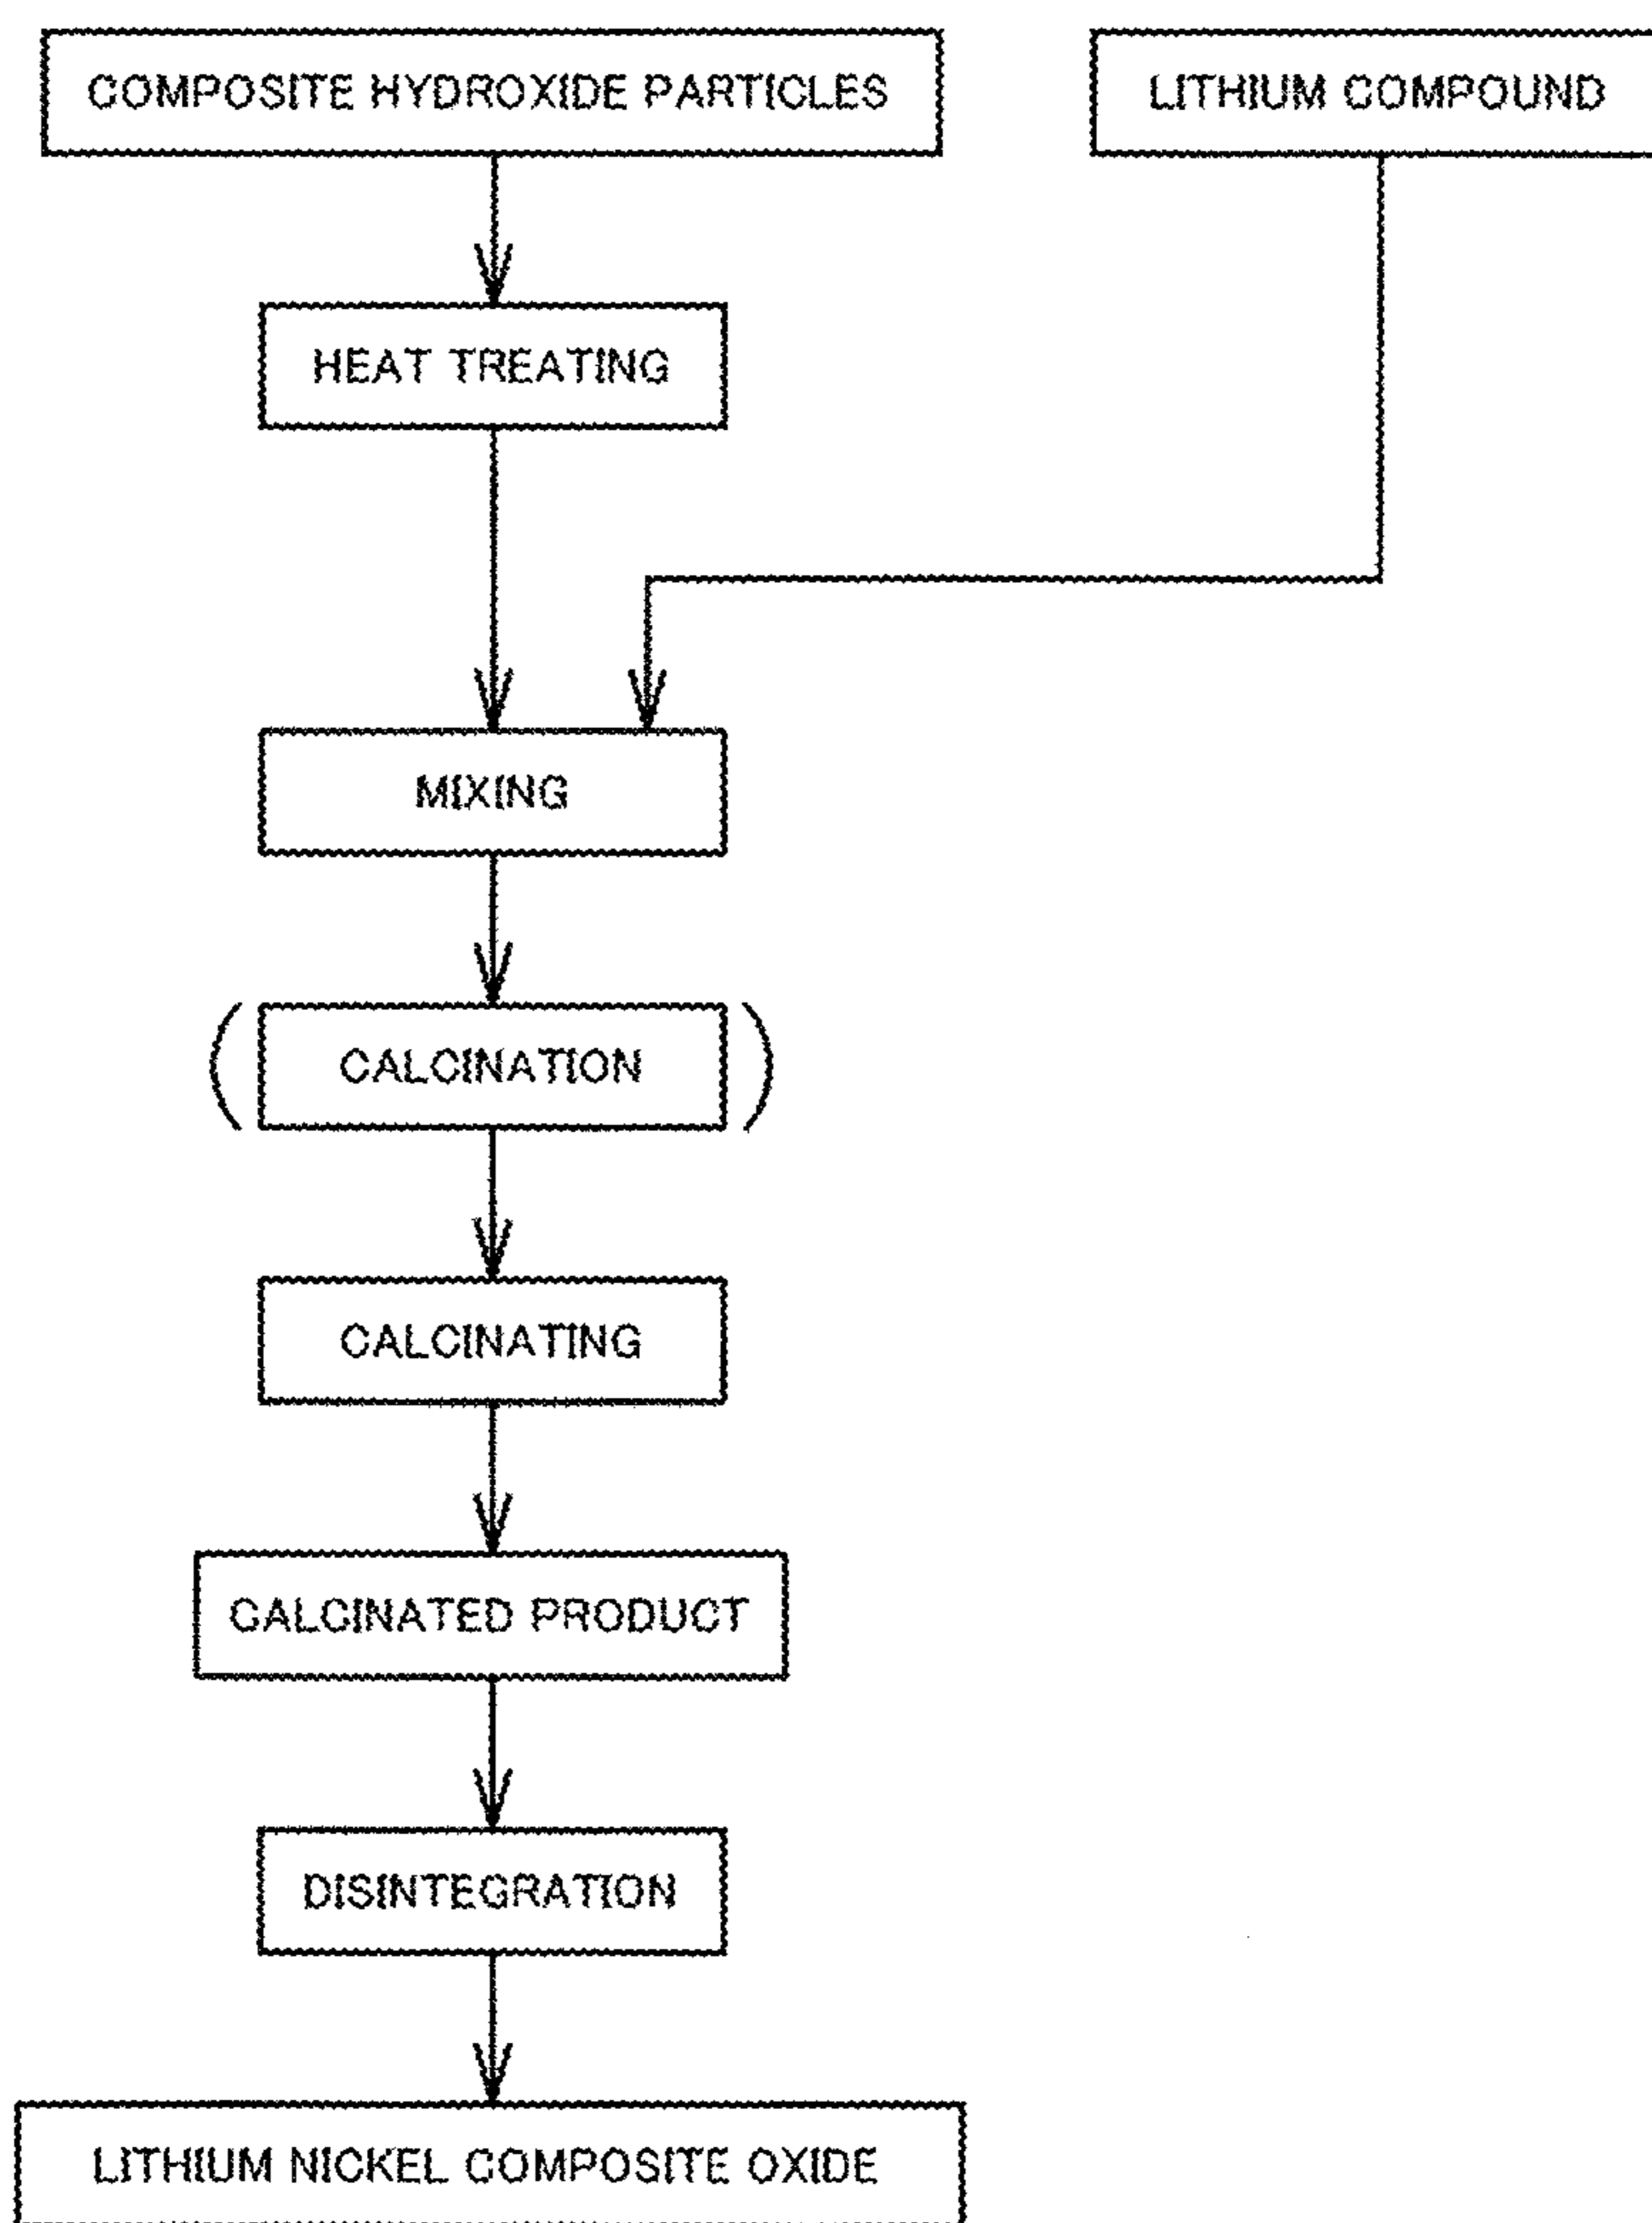 COMPOSITE HYDROXIDE PARTICLES
LITHIUM COMPOUND
HEAT TREATING
MIXING
( CALCINATION )
CALCINATING
CALCINATED PRODUCT
DISINTEGRATION
LITHIUM NICKEL COMPOSITE OXIDE